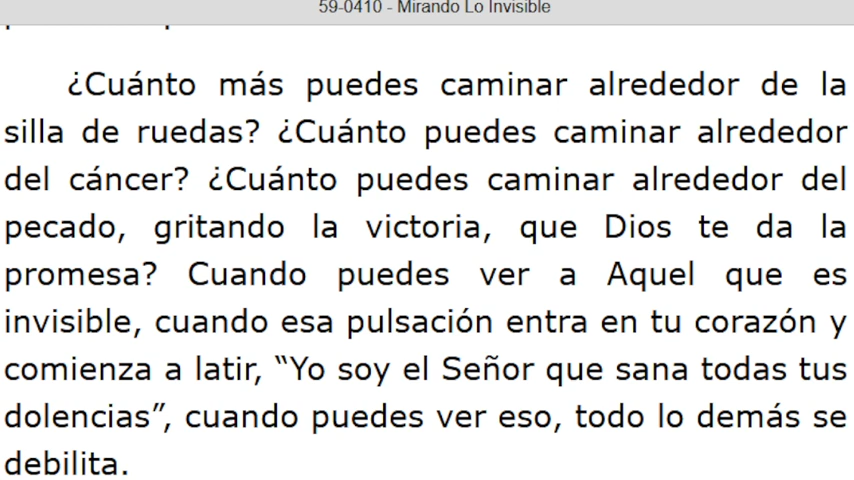 59-0410 - Mirando Lo Invisible
¿Cuánto más puedes caminar alrededor de la
silla de ruedas? ¿Cuánto puedes caminar alrededor
del cáncer? ¿Cuánto puedes caminar alrededor del
pecado, gritando la victoria, que Dios te da la
promesa? Cuando puedes ver a Aquel que es
invisible, cuando esa pulsación entra en tu corazón y
comienza a latir, “Yo soy el Señor que sana todas tus
dolencias”, cuando puedes ver eso, todo lo demás se
debilita.